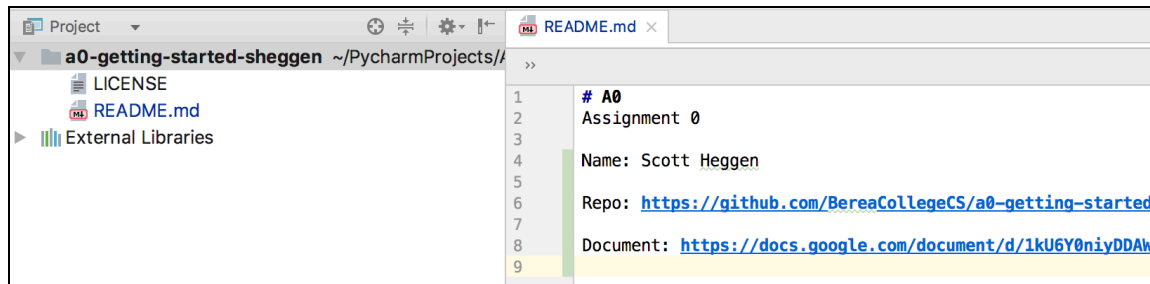 Project
README.md
a0-getting-started-sheggen ~/PycharmProjects/
LICENSE
README.md
External Libraries
1 # A0
2 Assignment 0
3
4 Name: Scott Heggen
5
6 Repo: https://github.com/BereaCollegeCS/a0-getting-started
7
8 Document: https://docs.google.com/document/d/1kU6Y0niyDDAW
9